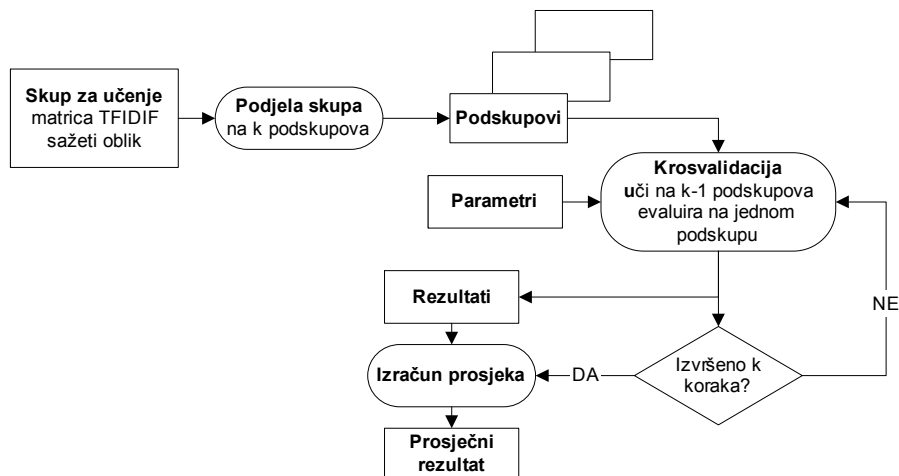 Skup za učenje
matrica TFIDIF
sažeti oblik
Podjela skupa
na k podskupova
Podskupovi
Krosvalidacija
uči na k-1 podskupova
evaluira na jednom
podskupu
Parametri
Rezultati
NE
Izvršeno k
koraka?
DA
Izračun prosjeka
Prosječni
rezultat